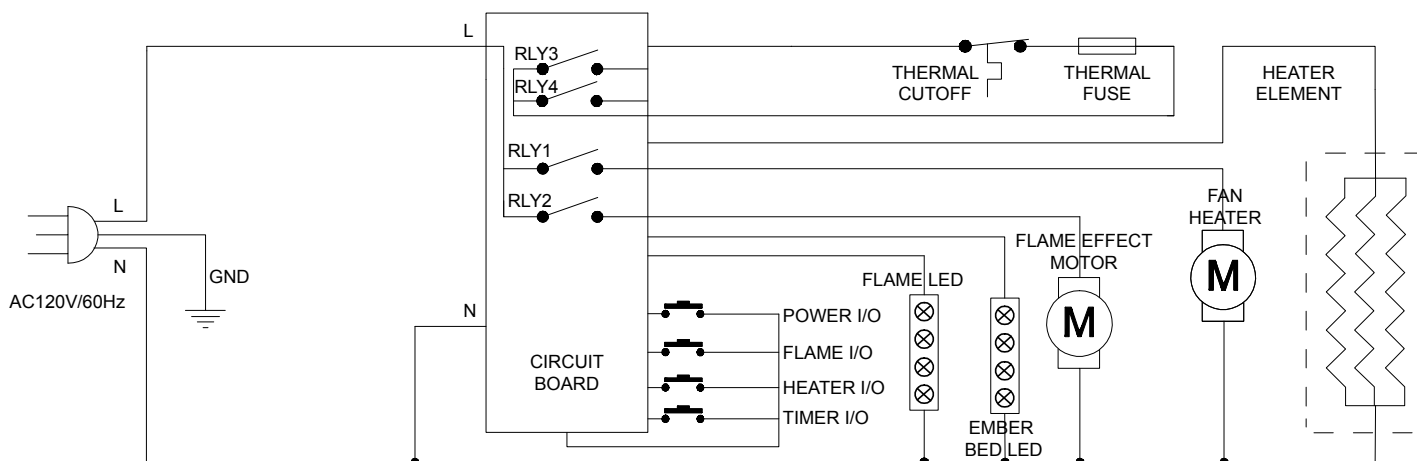 L
RLY3
RLY4
THERMAL
CUTOFF
THERMAL
FUSE
HEATER
ELEMENT
RLY1
RLY2
L
N
GND
AC120V/60Hz
N
CIRCUIT
BOARD
POWER I/O
FLAME I/O
HEATER I/O
TIMER I/O
FLAME LED
EMBER
BED LED
FLAME EFFECT
MOTOR
M
FAN
HEATER
M